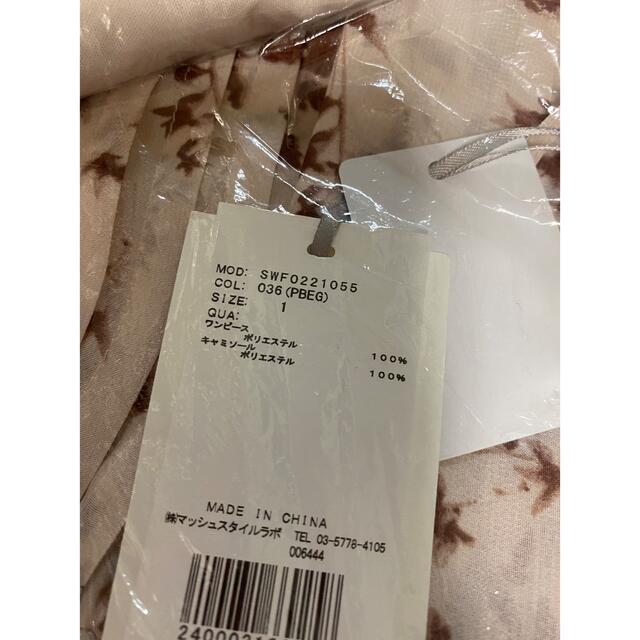 MOD: SWF0221055
COL: 036(PBEG)
SIZE: 1
QUA:
ワンピース
ポリエステル 100%
キャミソール
ポリエステル 100%
MADE IN CHINA
㈱マッシュスタイルラボ TEL 03-5778-4105
006444